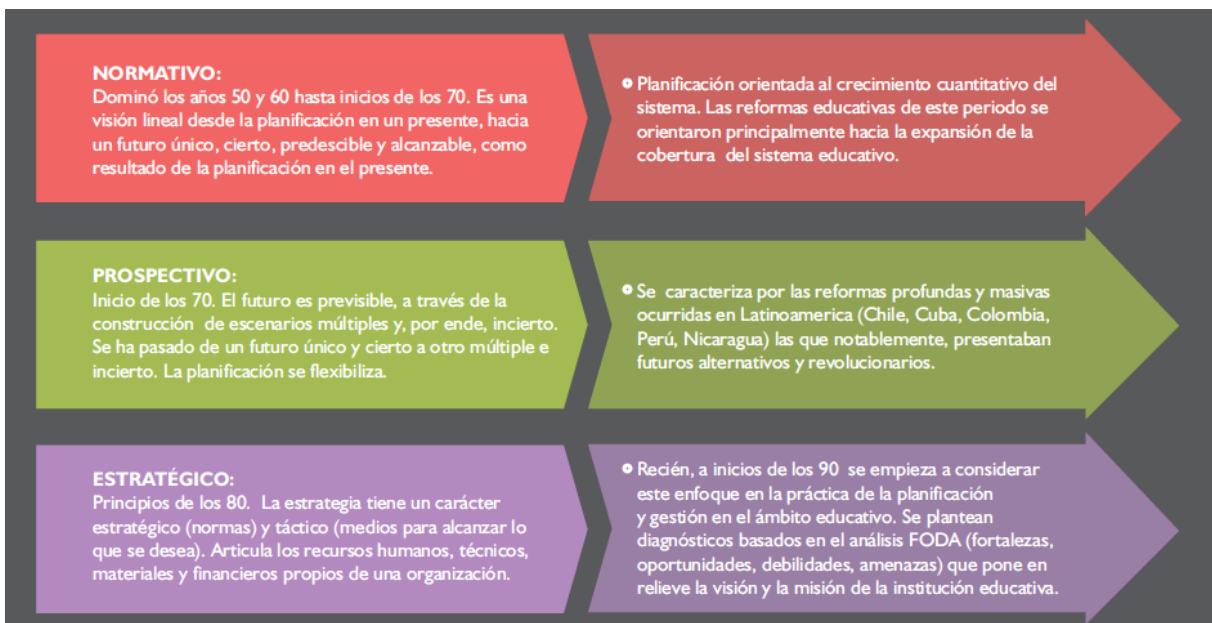 NORMATIVO:
Dominó los años 50 y 60 hasta inicios de los 70. Es una
visión lineal desde la planificación en un presente, hacia
un futuro único, cierto, predescible y alcanzable, como
resultado de la planificación en el presente.
Planificación orientada al crecimiento cuantitativo del
sistema. Las reformas educativas de este periodo se
orientaron principalmente hacia la expansión de la
cobertura del sistema educativo.
PROSPECTIVO:
Inicio de los 70. El futuro es previsible, a través de la
construcción de escenarios múltiples y, por ende, incierto.
Se ha pasado de un futuro único y cierto a otro múltiple e
incierto. La planificación se flexibiliza.
Se caracteriza por las reformas profundas y masivas
ocurridas en Latinoamerica (Chile, Cuba, Colombia,
Perú, Nicaragua) las que notablemente, presentaban
futuros alternativos y revolucionarios.
ESTRATÉGICO:
Principios de los 80. La estrategia tiene un carácter
estratégico (normas) y táctico (medios para alcanzar lo
que se desea). Articula los recursos humanos, técnicos,
materiales y financieros propios de una organización.
Recién, a inicios de los 90 se empieza a considerar
este enfoque en la práctica de la planificación
y gestión en el ámbito educativo. Se plantean
diagnósticos basados en el análisis FODA (fortalezas,
oportunidades, debilidades, amenazas) que pone en
relieve la visión y la misión de la institución educativa.